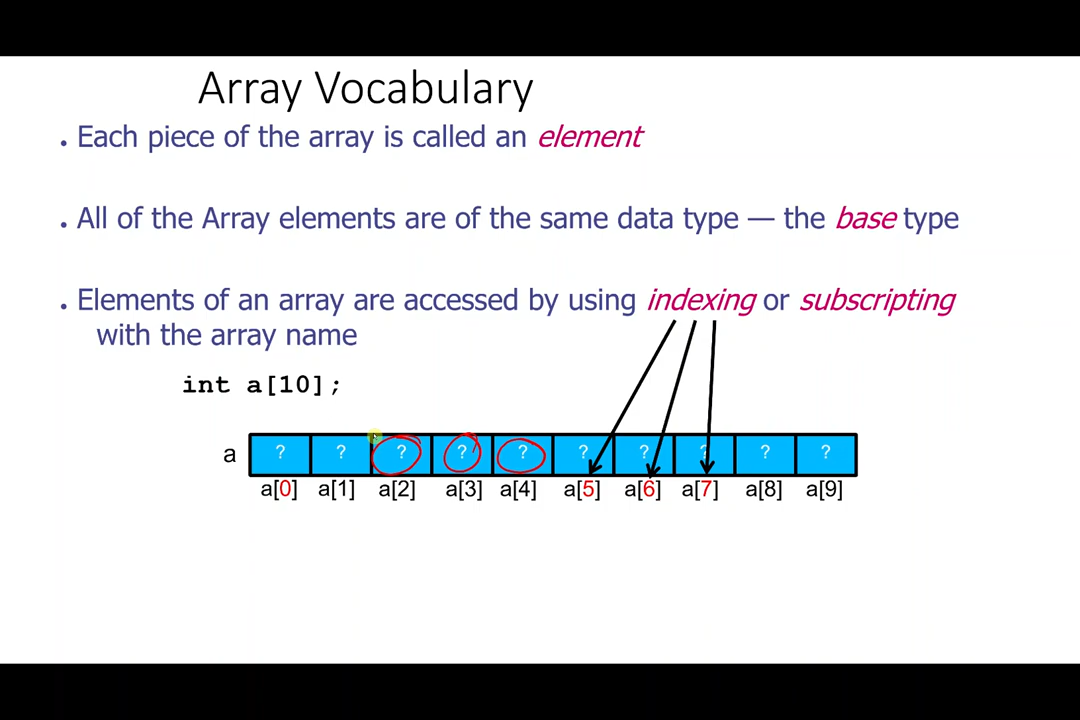 Array Vocabulary
• Each piece of the array is called an element
• All of the Array elements are of the same data type — the base type
• Elements of an array are accessed by using indexing or subscripting
with the array name
int a[10];
a ? ? ? ? ? ? ? ? ? ?
a[0] a[1] a[2] a[3] a[4] a[5] a[6] a[7] a[8] a[9]